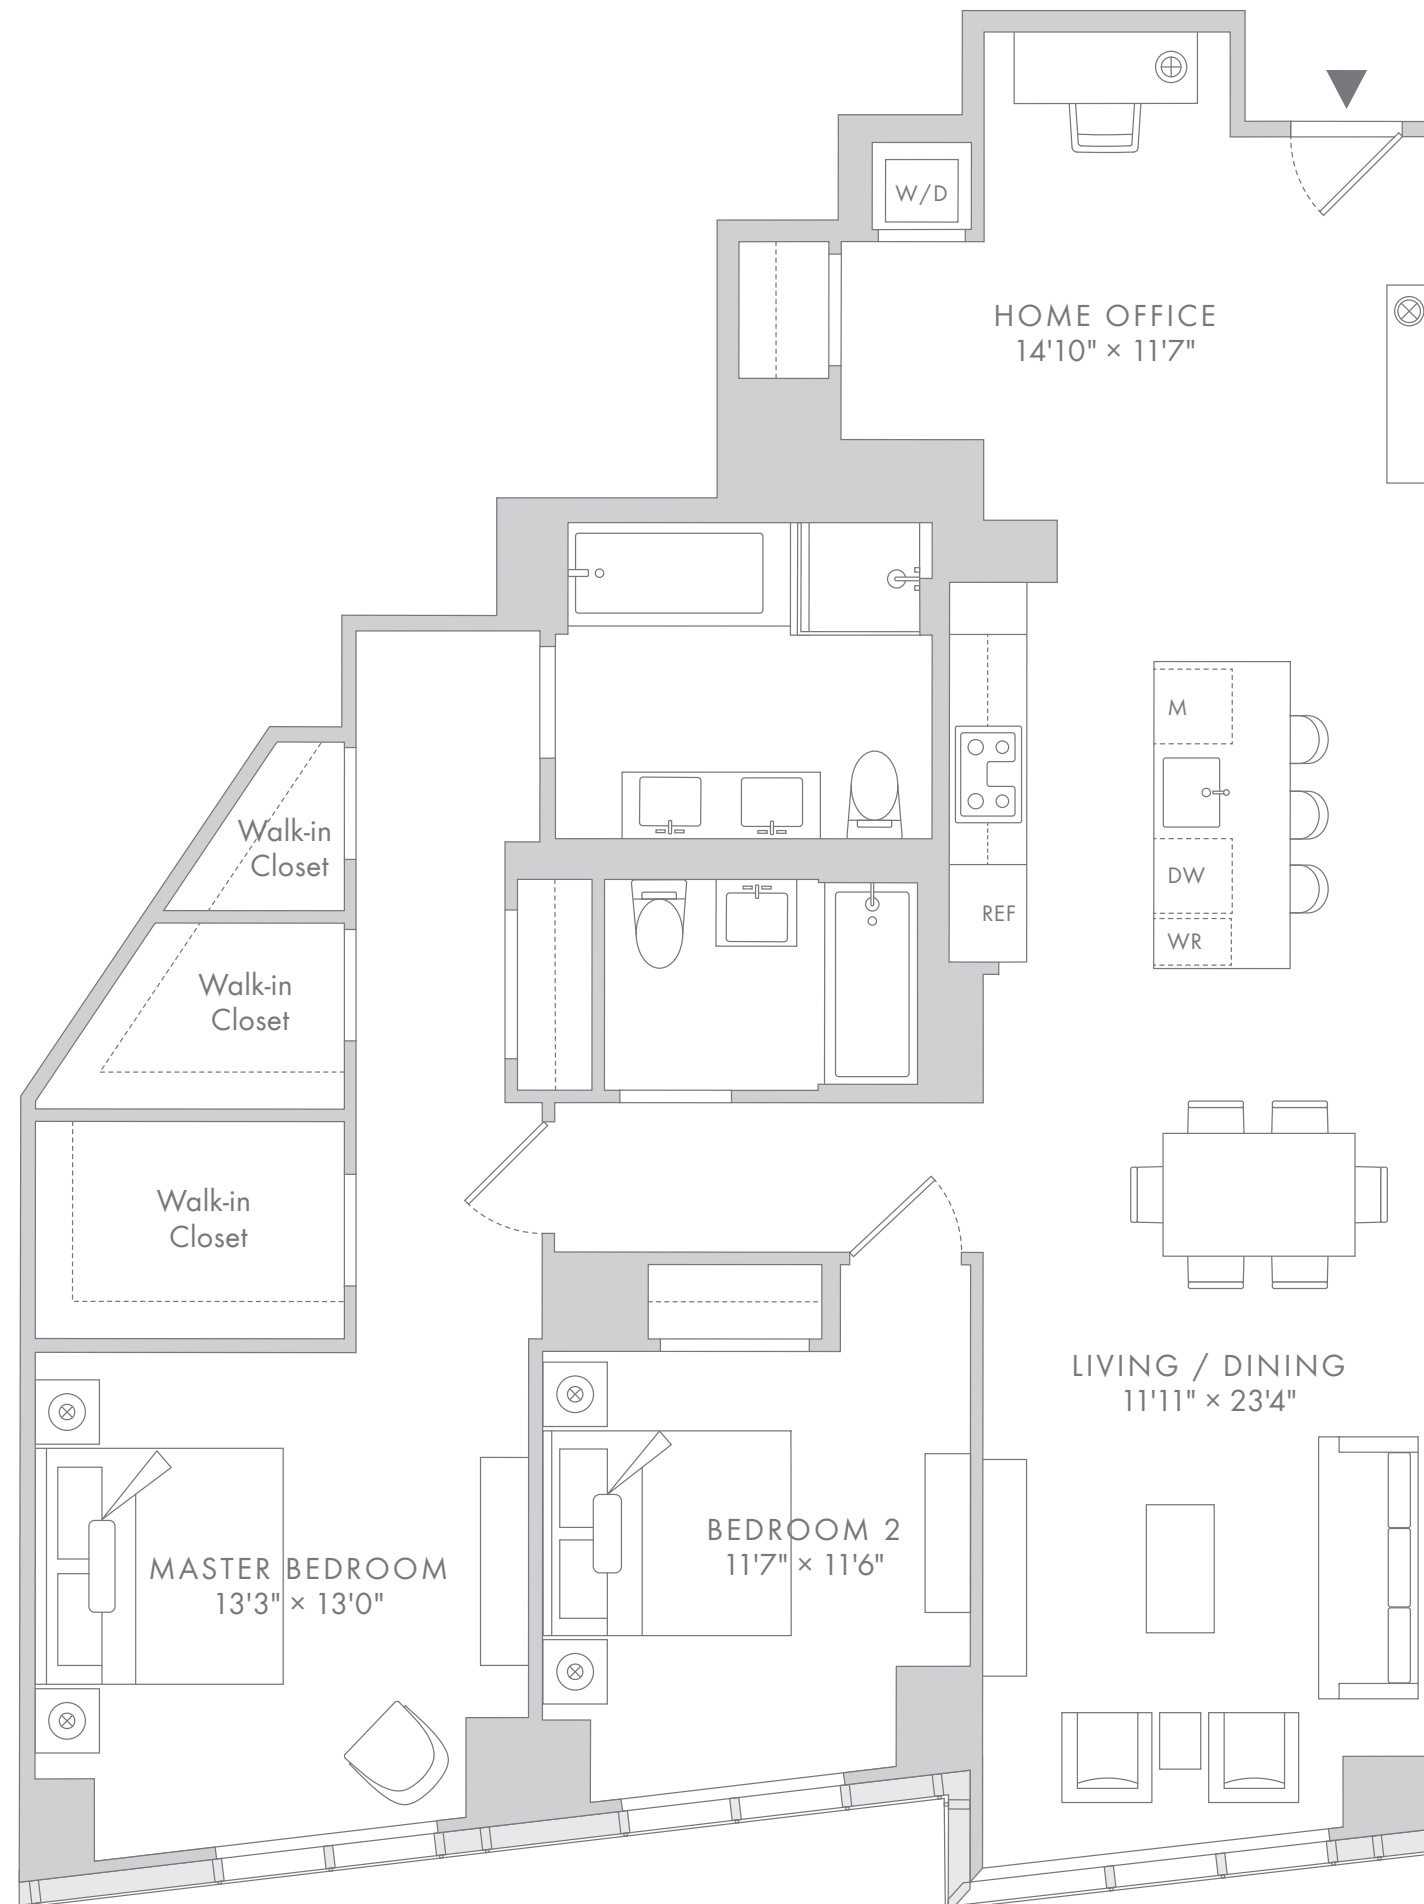 W/D
HOME OFFICE
14'10" × 11'7"
M
Walk-in
Closet
DW
REF
WR
Walk-in
Closet
Walk-in
Closet
LIVING / DINING
11'11" × 23'4"
BEDROOM 2
11'7" × 11'6"
MASTER BEDROOM
13'3" × 13'0"